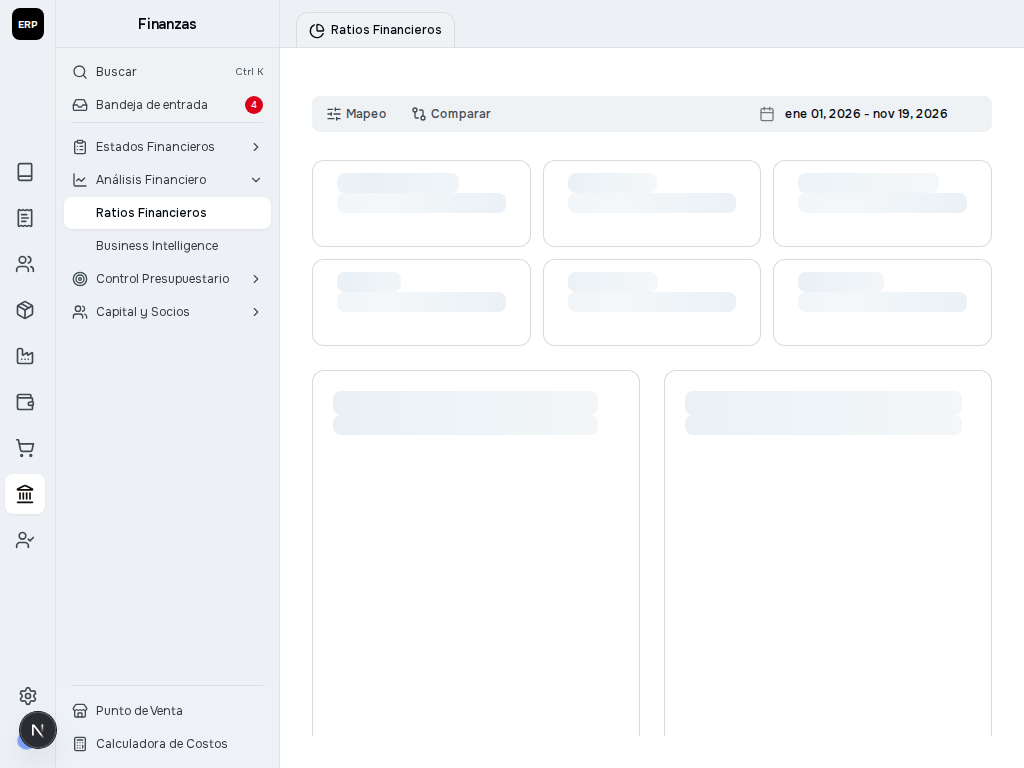 ERP
Finanzas
Ratios Financieros
Buscar
Ctrl K
Bandeja de entrada
4
Estados Financieros
Análisis Financiero
Ratios Financieros
Business Intelligence
Control Presupuestario
Capital y Socios
Punto de Venta
Calculadora de Costos
N
Mapeo
Comparar
ene 01, 2026 - nov 19, 2026